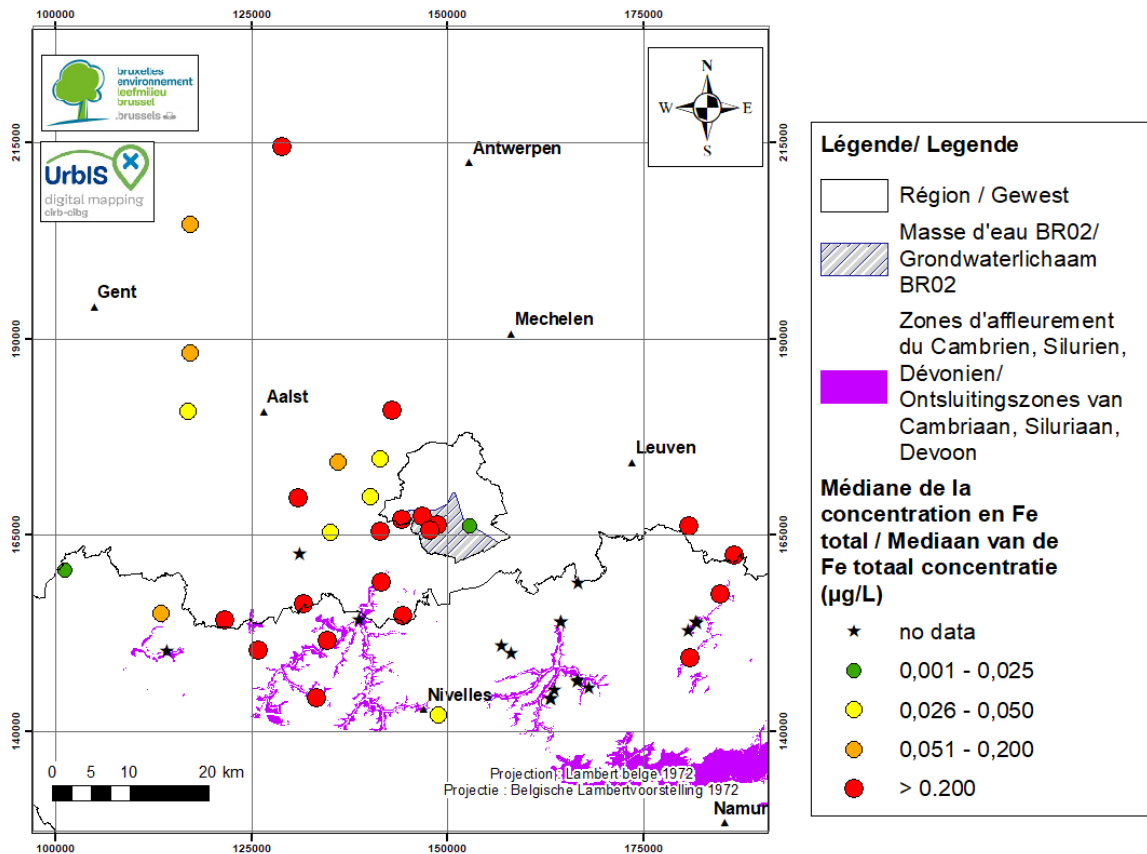 100000 125000 150000 175000
bruxelles
environnement
leefmilieu
brussel
.brussels
UrbIS
digital mapping
cirb-cibg
N
W E
S
215000 215000
Antwerpen
Gent
Mechelen
190000 190000
Aalst
Leuven
165000 165000
Nivelles
140000 140000
0 5 10 20 km
Projection : Lambert belge 1972
Projectie : Belgische Lambertvoorstelling 1972
Namur
100000 125000 150000 175000
Légende/ Legende
Région / Gewest
Masse d'eau BR02/
Grondwaterlichaam
BR02
Zones d'affleurement
du Cambrien, Silurien,
Dévonien/
Ontsluitingszones van
Cambriaan, Siluriaan,
Devoon
Médiane de la
concentration en Fe
total / Mediaan van de
Fe totaal concentratie
(µg/L)
no data
0,001 - 0,025
0,026 - 0,050
0,051 - 0,200
> 0.200